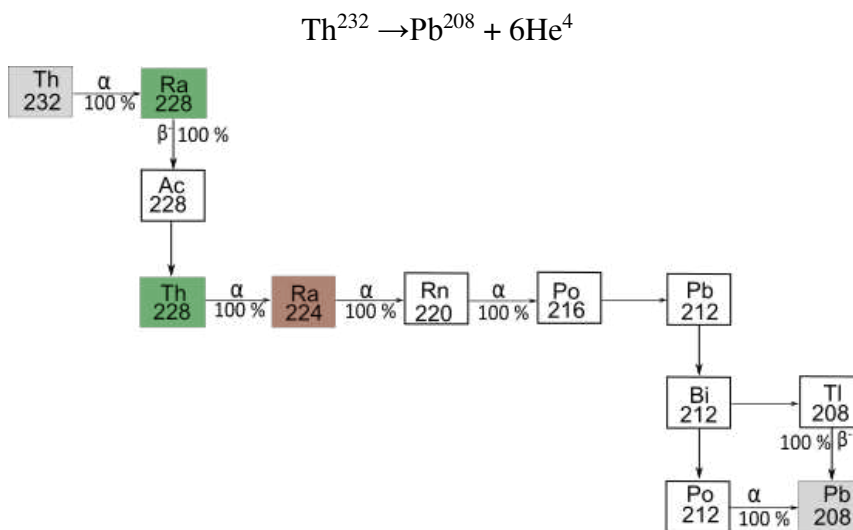 Th²³² →Pb²⁰⁸ + 6He⁴
Th
232
α
100 %
Ra
228
β⁻ 100 %
Ac
228
Th
228
α
100 %
Ra
224
α
100 %
Rn
220
α
100 %
Po
216
Pb
212
Bi
212
Tl
208
100 % β⁻
Po
212
α
100 %
Pb
208